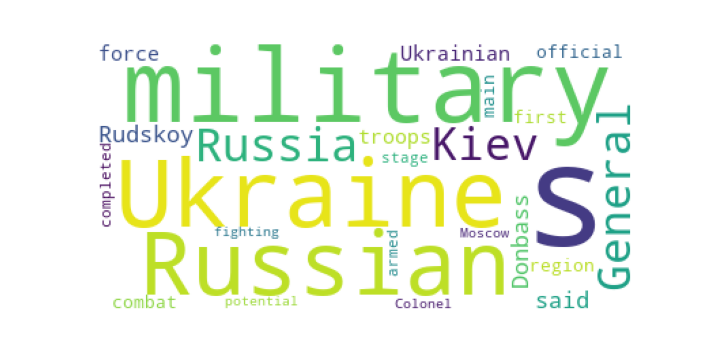 force
Ukrainian
official
military
main
first
General
Rudskoy
Russia
troops
Kiev
completed
stage
Ukraine
s
Donbass
fighting
Russian
armed
Moscow
region
combat
potential
Colonel
said